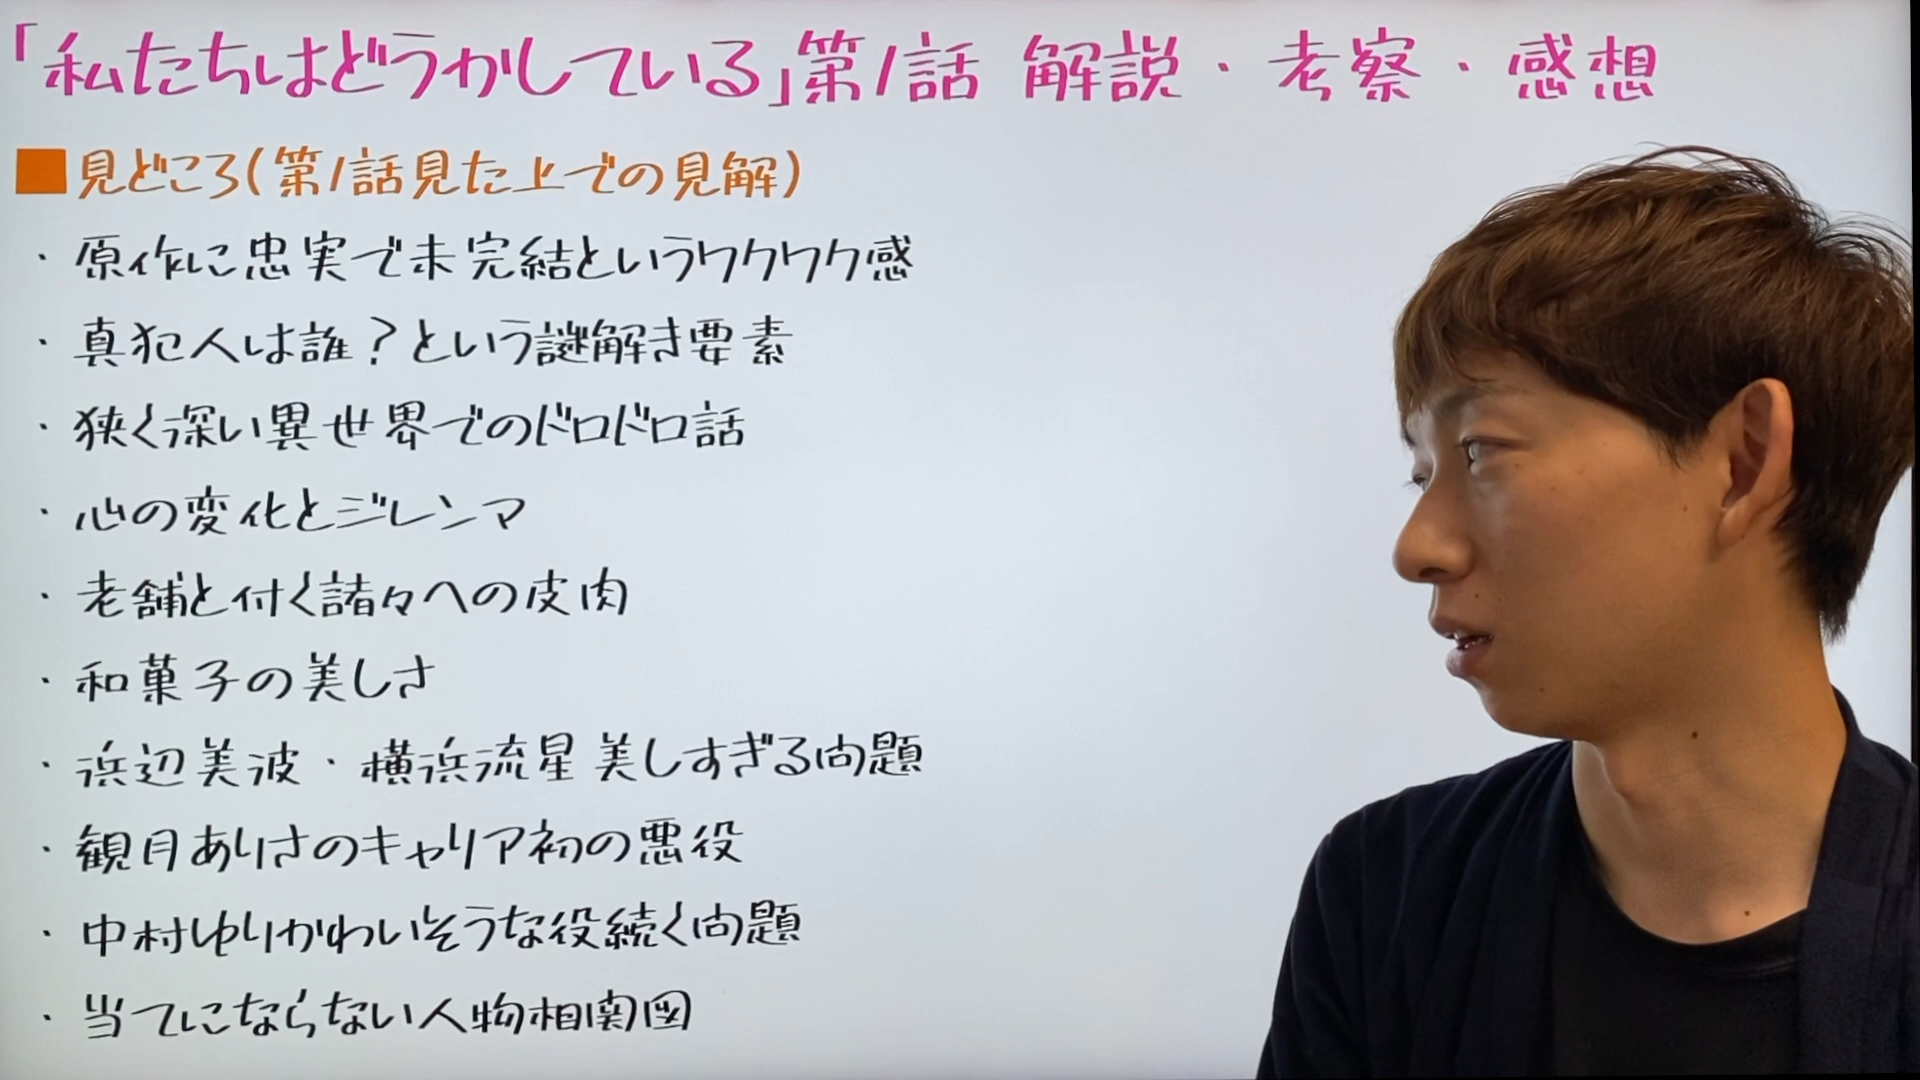 「私たちはどうかしている」第1話 解説・考察・感想
■見どころ(第1話見た上での見解)
・原作に忠実で未完結というワクワク感
・真犯人は誰?という謎解き要素
・狭く深い異世界でのドロドロ話
・心の変化とジレンマ
・老舗と付く諸々への皮肉
・和菓子の美しさ
・浜辺美波・横浜流星美しすぎる問題
・観月ありさのキャリア初の悪役
・中村ゆりかわいそうな役続く問題
・当てにならない人物相関図